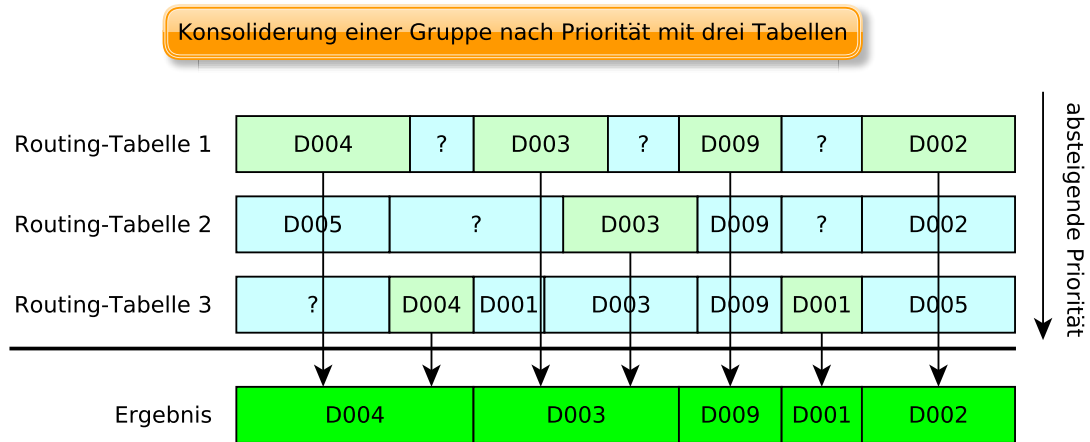 Konsoliderung einer Gruppe nach Priorität mit drei Tabellen
Routing-Tabelle 1 D004 ? D003 ? D009 ? D002
Routing-Tabelle 2 D005 ? D003 D009 ? D002
Routing-Tabelle 3 ? D004 D001 D003 D009 D001 D005
Ergebnis D004 D003 D009 D001 D002
absteigende Priorität